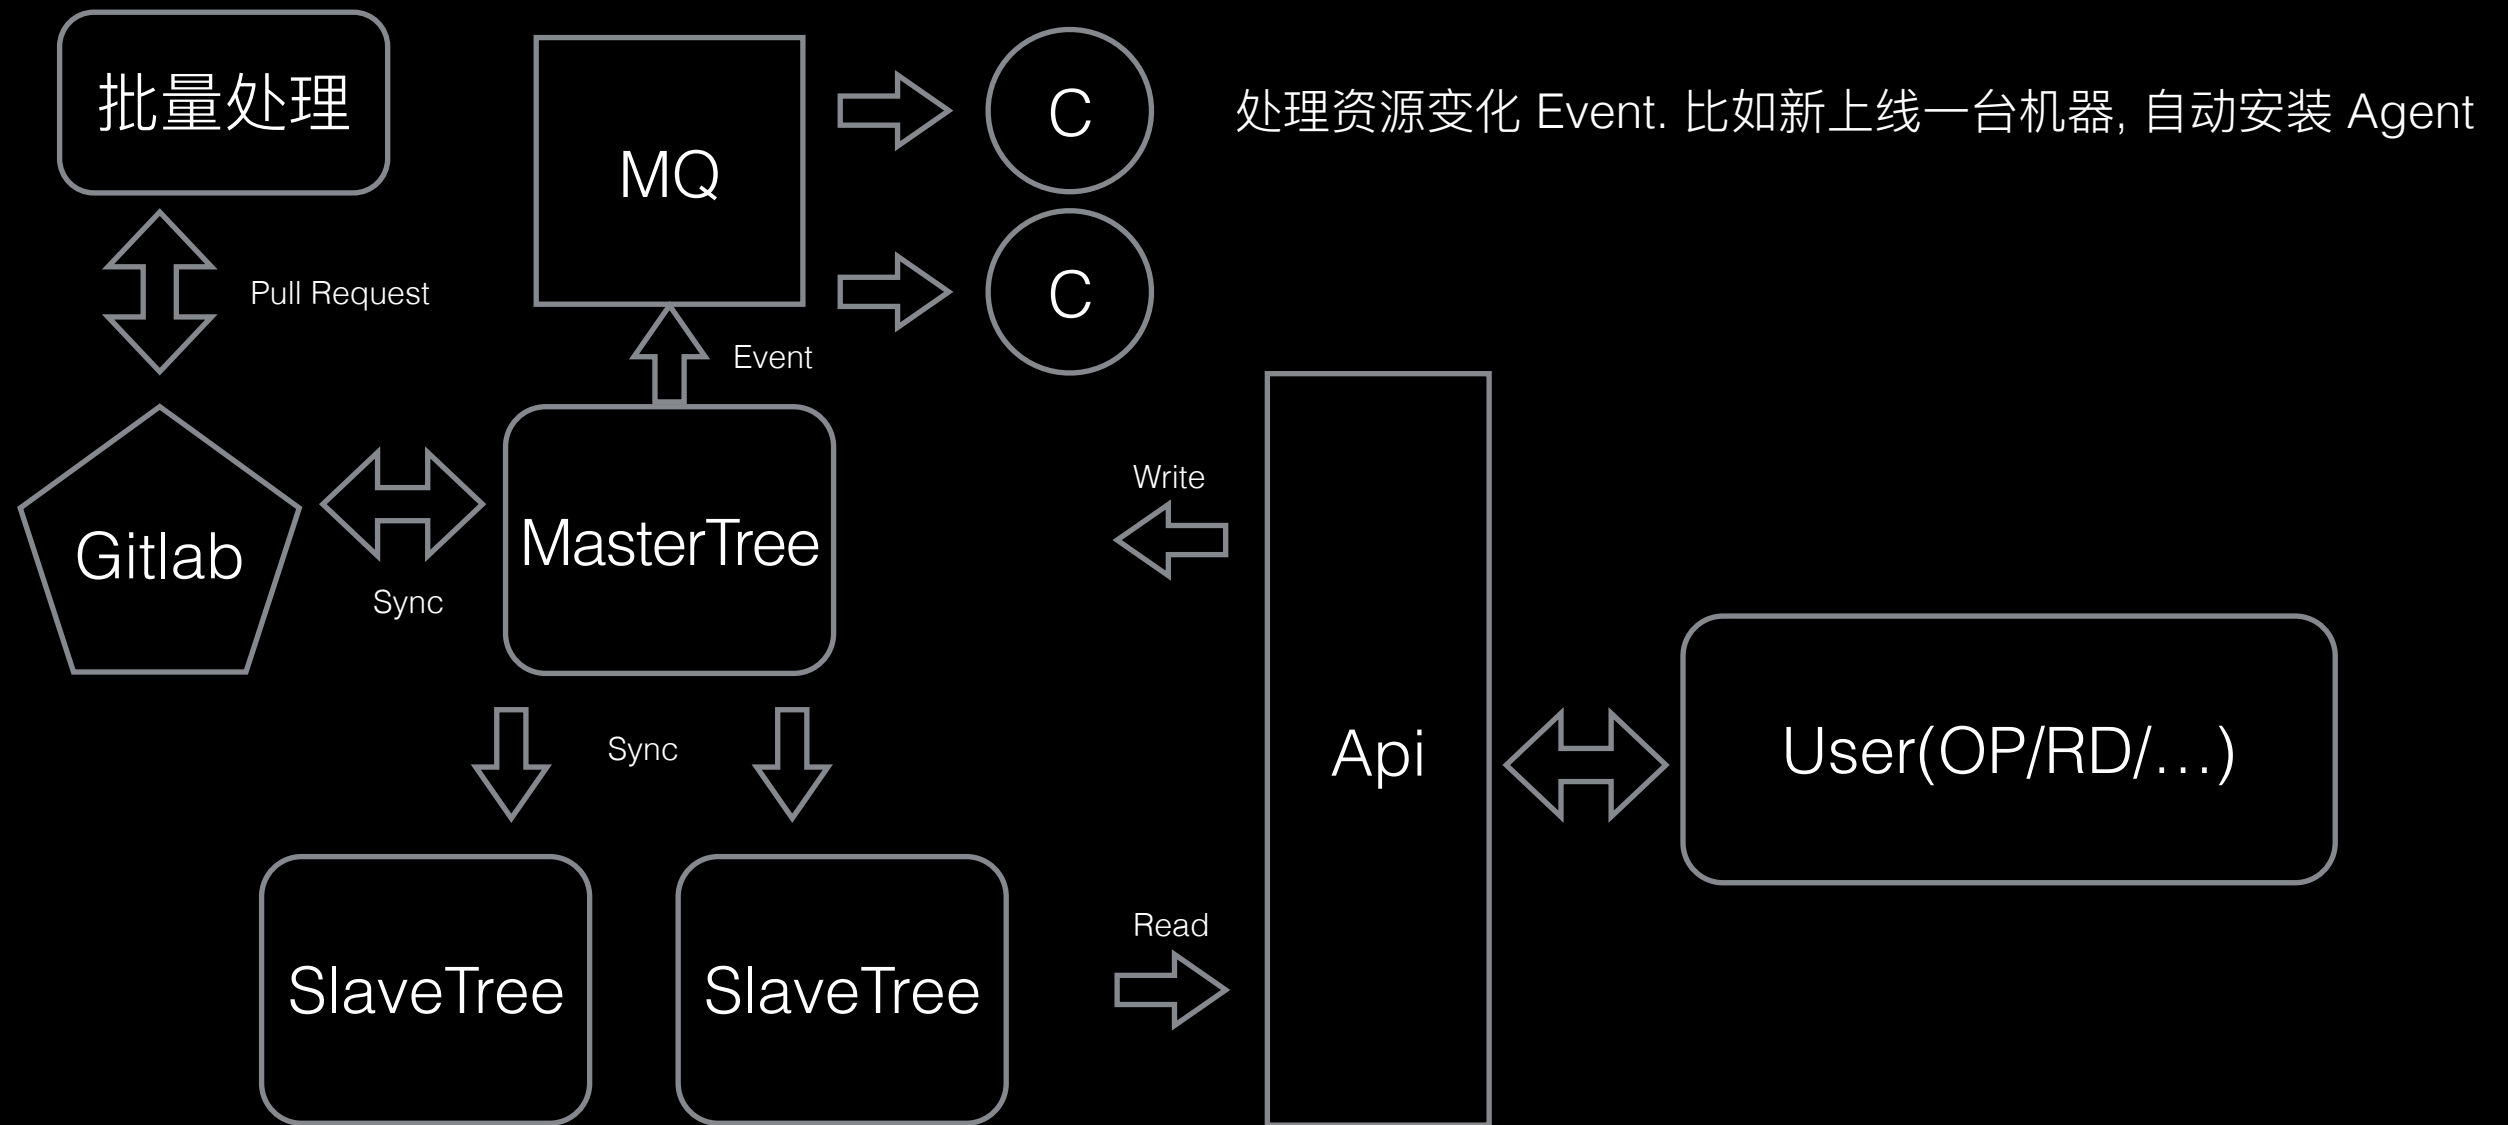 批量处理
MQ
C
处理资源变化 Event. 比如新上线一台机器, 自动安装 Agent
Pull Request
C
Event
Write
Gitlab
MasterTree
Sync
Sync
Api
User(OP/RD/…)
Read
SlaveTree
SlaveTree